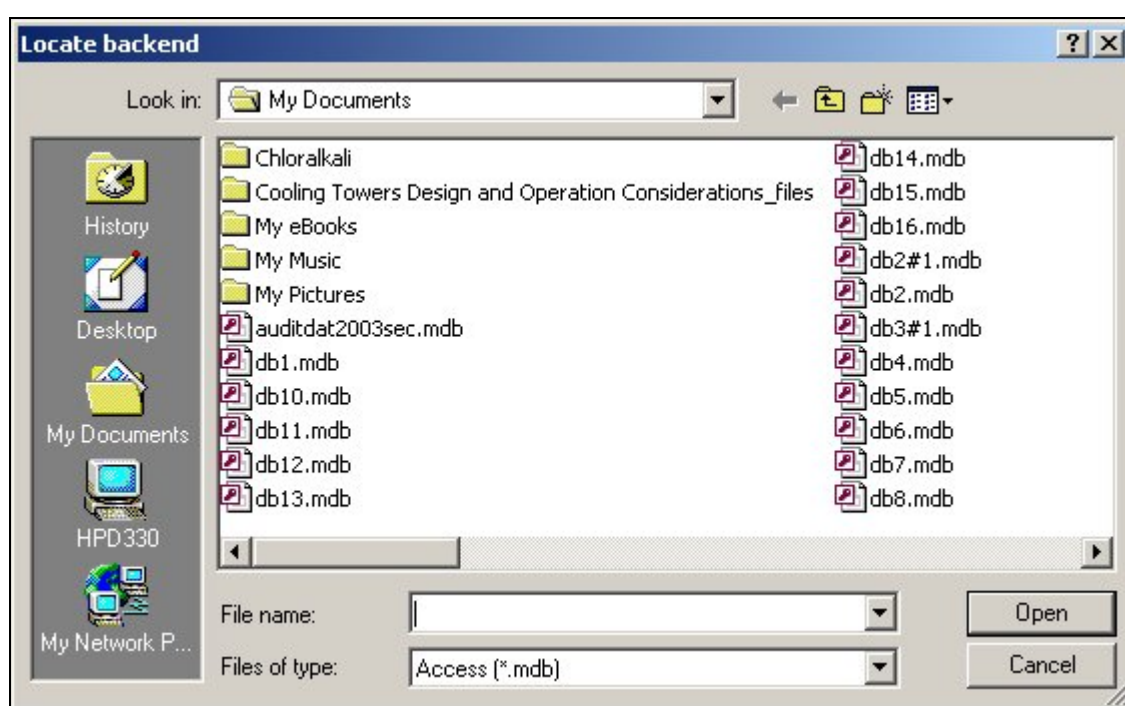 Locate backend
Look in:
My Documents
History
Desktop
My Documents
HPD330
My Network P...
Chloralkali
Cooling Towers Design and Operation Considerations_files
My eBooks
My Music
My Pictures
auditdat2003sec.mdb
db1.mdb
db10.mdb
db11.mdb
db12.mdb
db13.mdb
db14.mdb
db15.mdb
db16.mdb
db2#1.mdb
db2.mdb
db3#1.mdb
db4.mdb
db5.mdb
db6.mdb
db7.mdb
db8.mdb
File name:
Open
Files of type:
Access (*.mdb)
Cancel